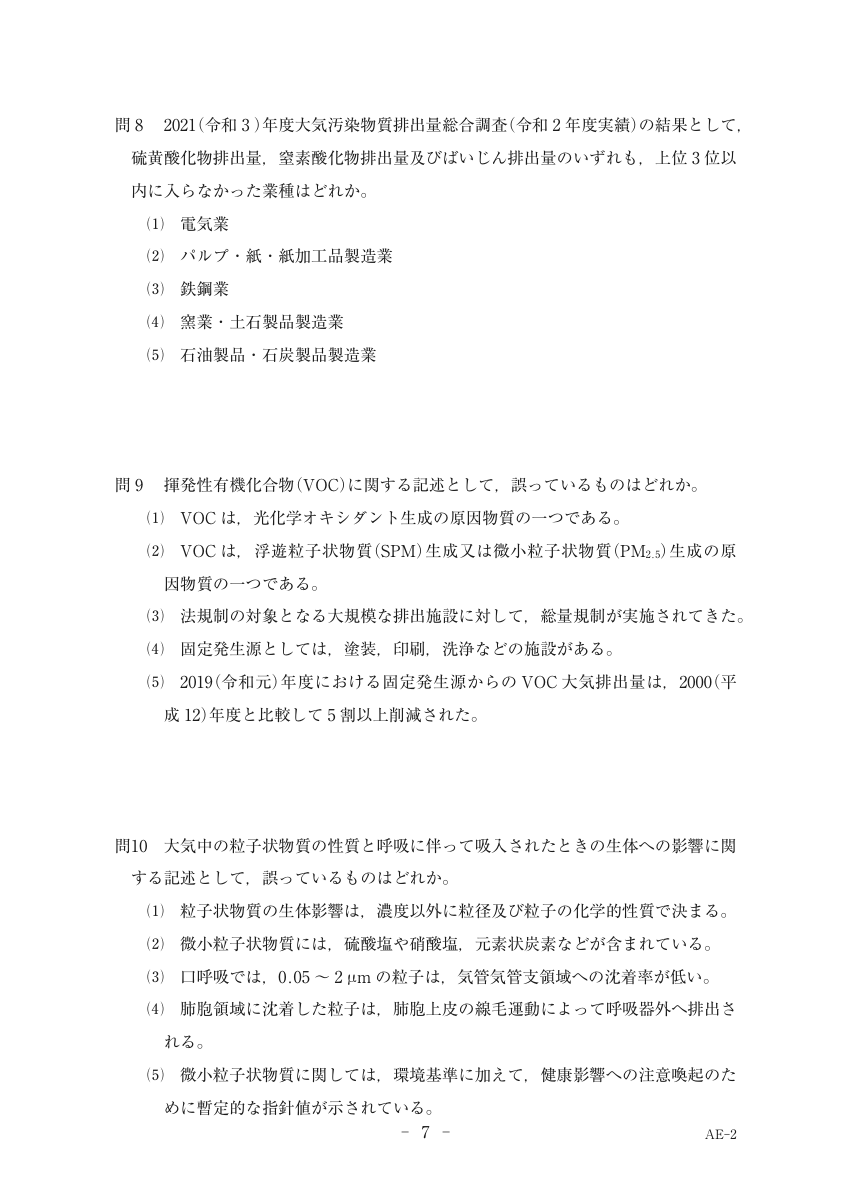 問8　2021(令和3)年度大気汚染物質排出量総合調査(令和2年度実績)の結果として，
硫黄酸化物排出量，窒素酸化物排出量及びばいじん排出量のいずれも，上位3位以
内に入らなかった業種はどれか。
⑴　電気業
⑵　パルプ・紙・紙加工品製造業
⑶　鉄鋼業
⑷　窯業・土石製品製造業
⑸　石油製品・石炭製品製造業
問9　揮発性有機化合物(VOC)に関する記述として，誤っているものはどれか。
⑴　VOCは，光化学オキシダント生成の原因物質の一つである。
⑵　VOCは，浮遊粒子状物質(SPM)生成又は微小粒子状物質(PM2.5)生成の原
因物質の一つである。
⑶　法規制の対象となる大規模な排出施設に対して，総量規制が実施されてきた。
⑷　固定発生源としては，塗装，印刷，洗浄などの施設がある。
⑸　2019(令和元)年度における固定発生源からのVOC大気排出量は，2000(平
成12)年度と比較して5割以上削減された。
問10　大気中の粒子状物質の性質と呼吸に伴って吸入されたときの生体への影響に関
する記述として，誤っているものはどれか。
⑴　粒子状物質の生体影響は，濃度以外に粒径及び粒子の化学的性質で決まる。
⑵　微小粒子状物質には，硫酸塩や硝酸塩，元素状炭素などが含まれている。
⑶　口呼吸では，0.05～2μmの粒子は，気管気管支領域への沈着率が低い。
⑷　肺胞領域に沈着した粒子は，肺胞上皮の線毛運動によって呼吸器外へ排出さ
れる。
⑸　微小粒子状物質に関しては，環境基準に加えて，健康影響への注意喚起のた
めに暫定的な指針値が示されている。
－ 7 －
AE-2